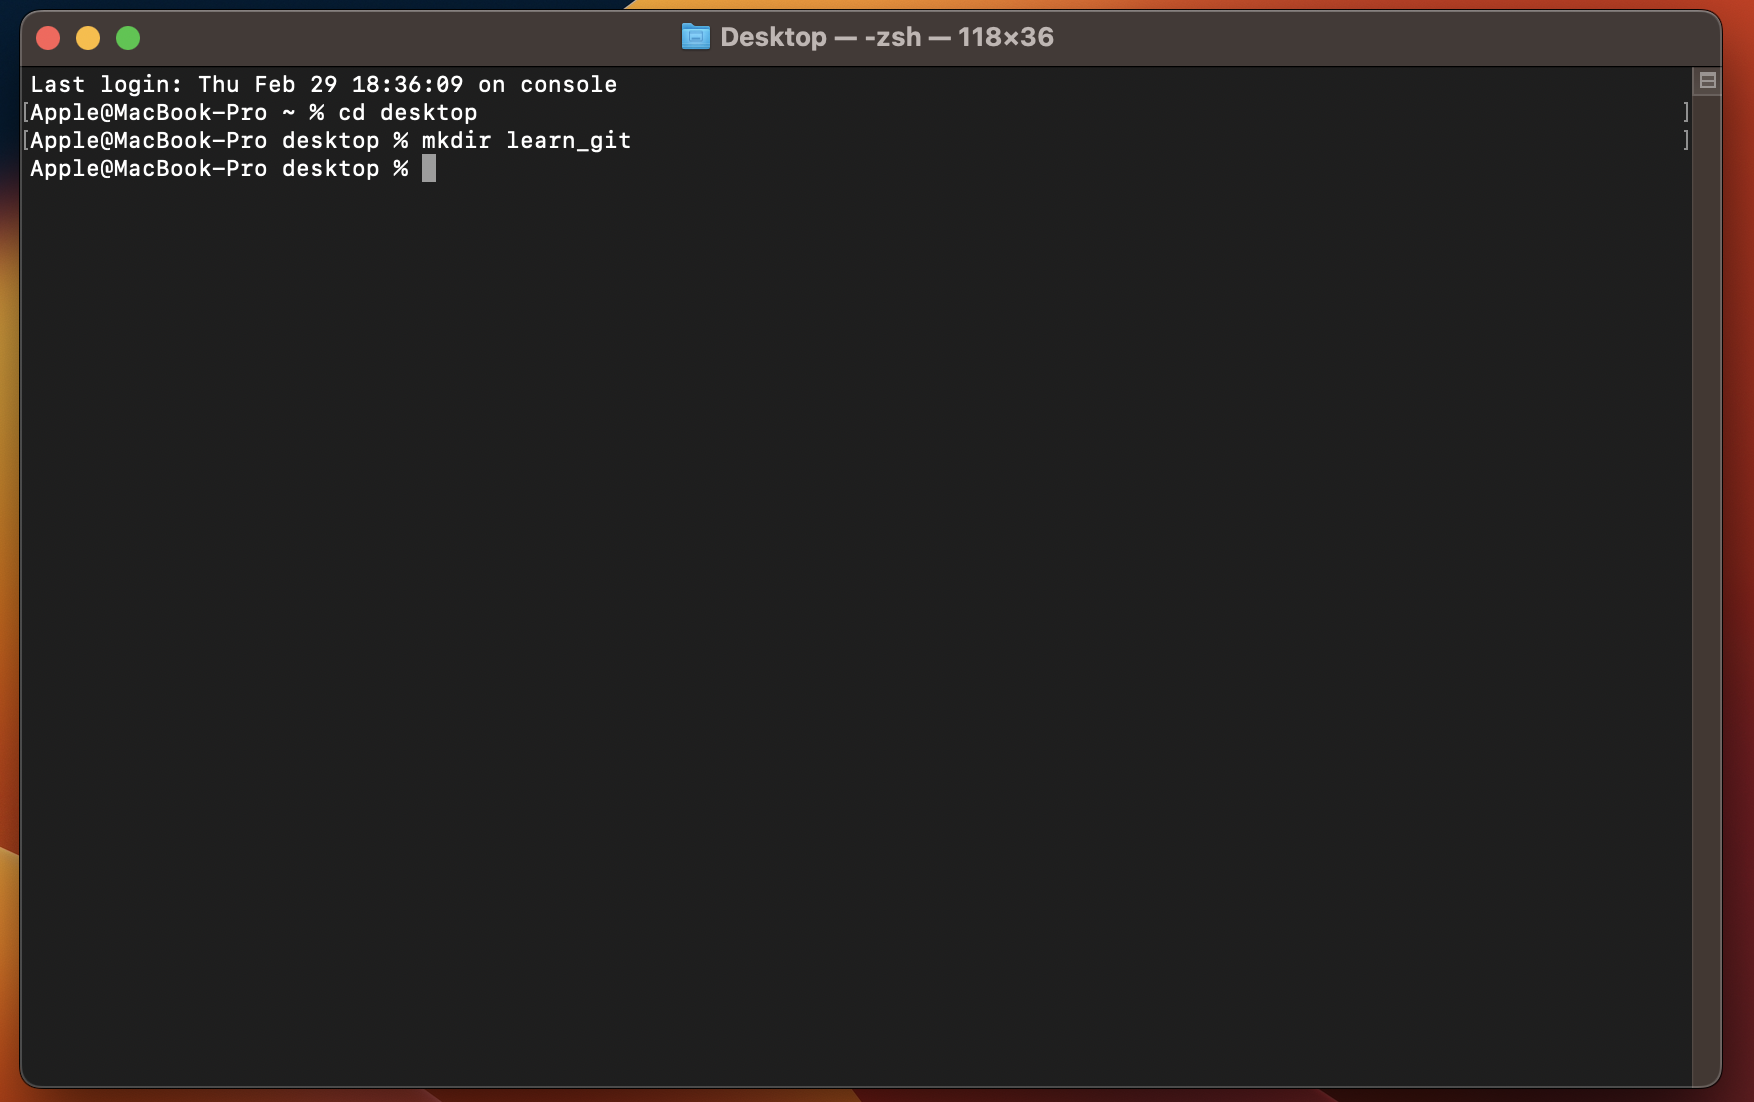 Desktop — -zsh — 118×36
Last login: Thu Feb 29 18:36:09 on console
[Apple@MacBook-Pro ~ % cd desktop ]
[Apple@MacBook-Pro desktop % mkdir learn_git ]
Apple@MacBook-Pro desktop %